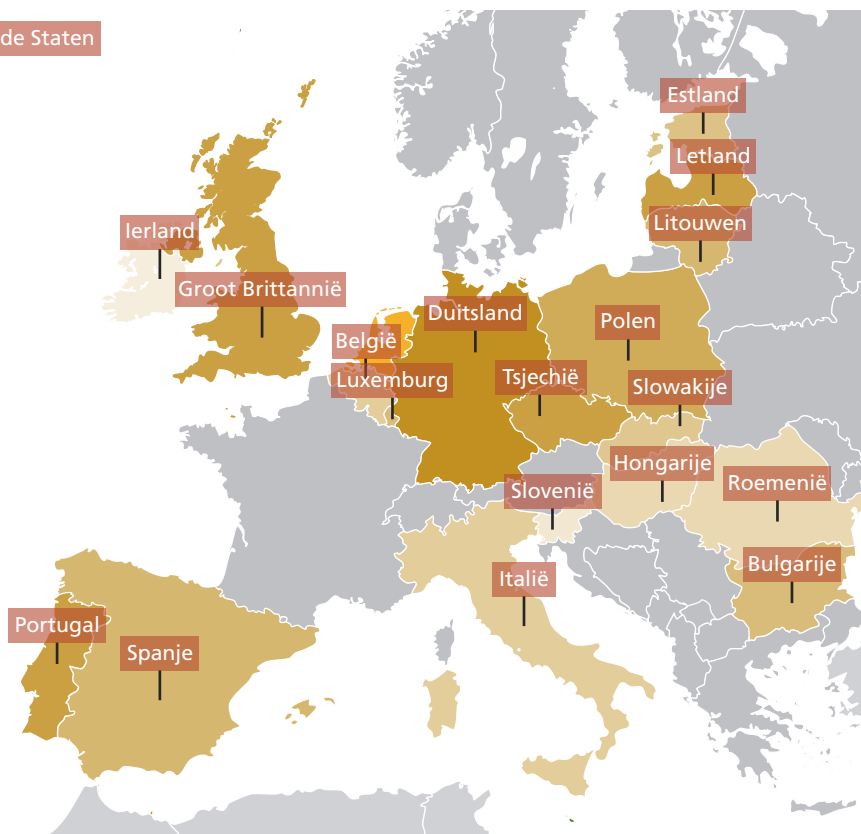 de Staten
Estland
Letland
Litouwen
Ierland
Groot Brittannië
Duitsland
Polen
België
Luxemburg
Tsjechië
Slowakije
Hongarije
Slovenië
Roemenië
Bulgarije
Italië
Portugal
Spanje